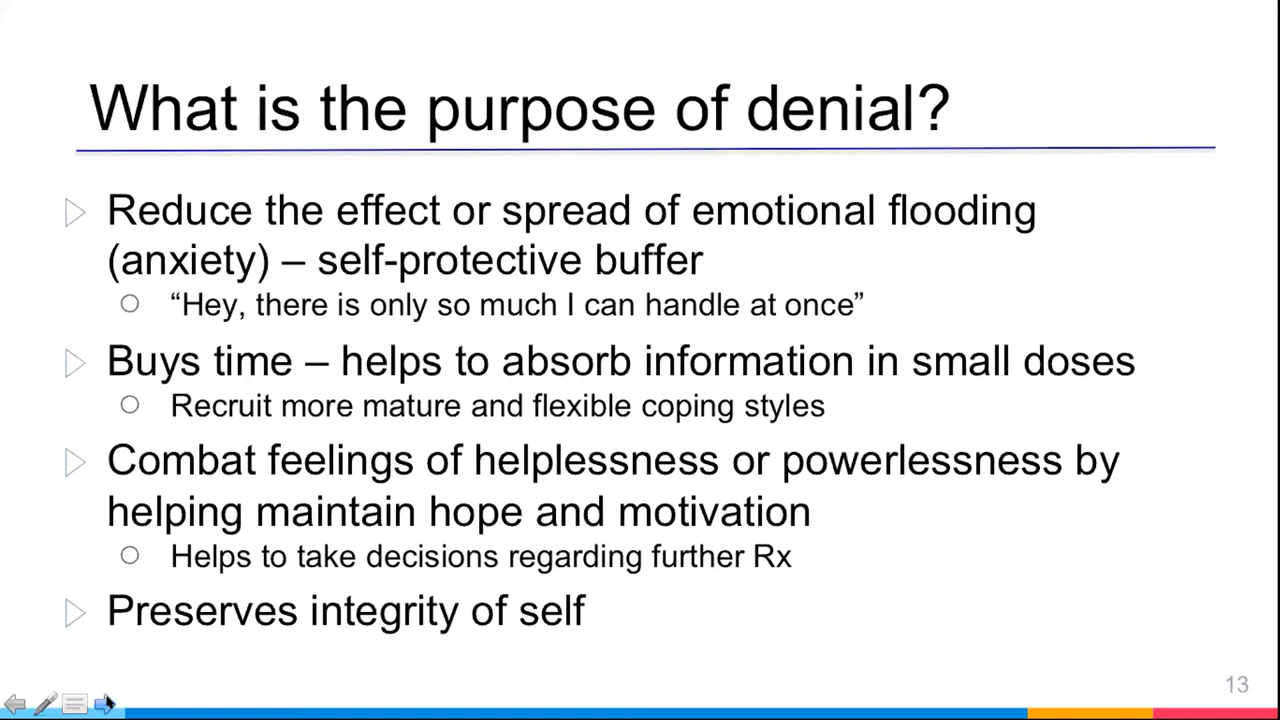 What is the purpose of denial?
Reduce the effect or spread of emotional flooding
(anxiety) – self-protective buffer
“Hey, there is only so much I can handle at once”
Buys time – helps to absorb information in small doses
Recruit more mature and flexible coping styles
Combat feelings of helplessness or powerlessness by
helping maintain hope and motivation
Helps to take decisions regarding further Rx
Preserves integrity of self
13